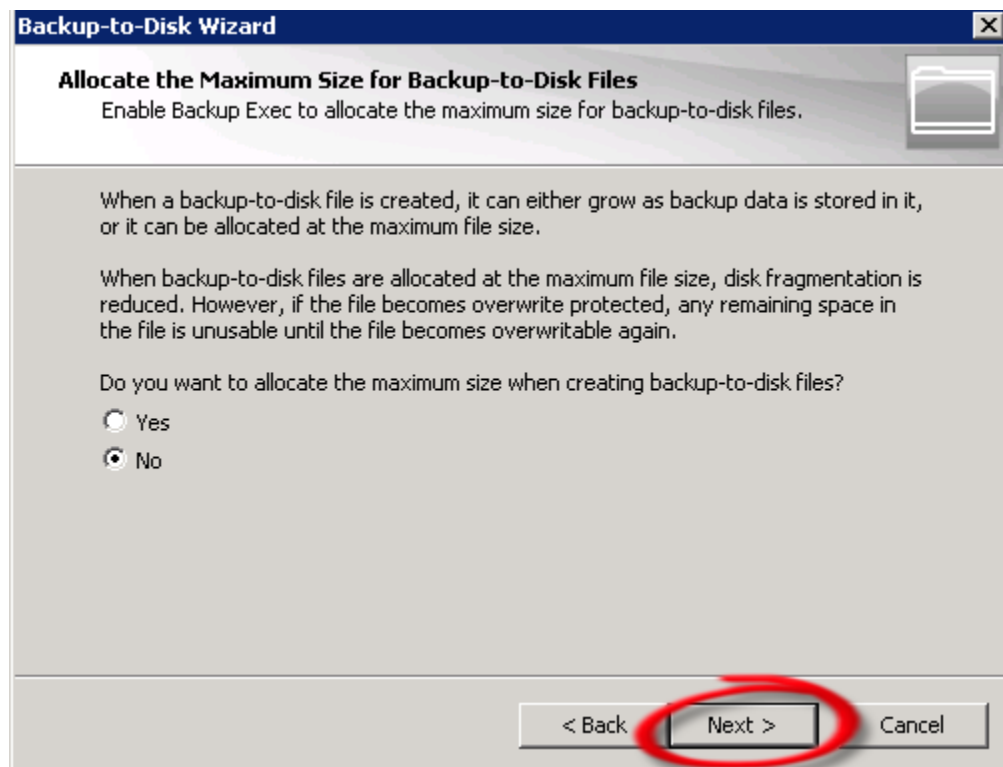 Backup-to-Disk Wizard
Allocate the Maximum Size for Backup-to-Disk Files
Enable Backup Exec to allocate the maximum size for backup-to-disk files.
When a backup-to-disk file is created, it can either grow as backup data is stored in it,
or it can be allocated at the maximum file size.
When backup-to-disk files are allocated at the maximum file size, disk fragmentation is
reduced. However, if the file becomes overwrite protected, any remaining space in
the file is unusable until the file becomes overwritable again.
Do you want to allocate the maximum size when creating backup-to-disk files?
Yes
No
< Back Next > Cancel